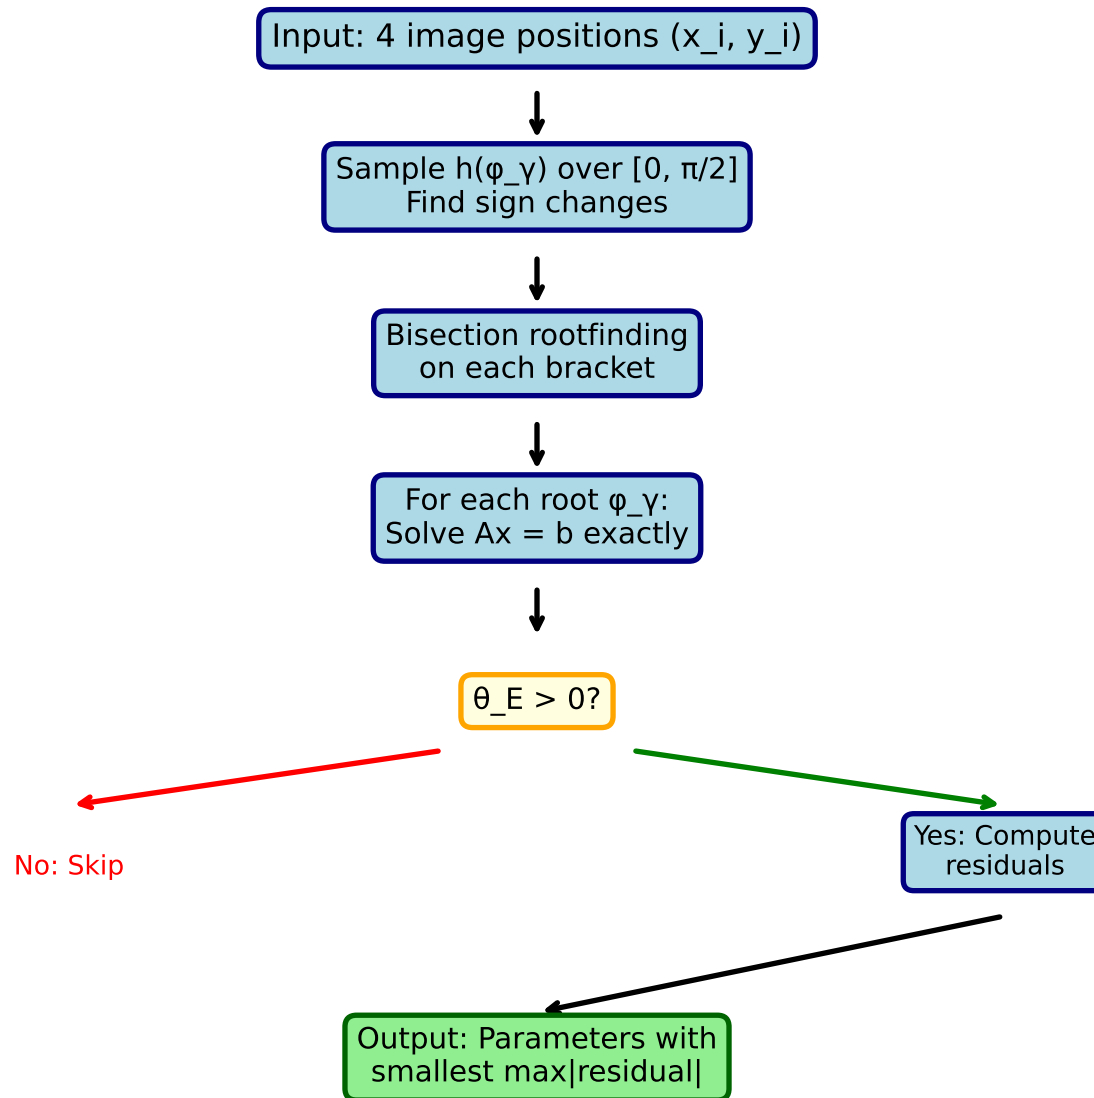 Input: 4 image positions (x_i, y_i)
Sample h(φ_γ) over [0, π/2]
Find sign changes
Bisection rootfinding
on each bracket
For each root φ_γ:
Solve Ax = b exactly
θ_E > 0?
No: Skip
Yes: Compute
residuals
Output: Parameters with
smallest max|residual|